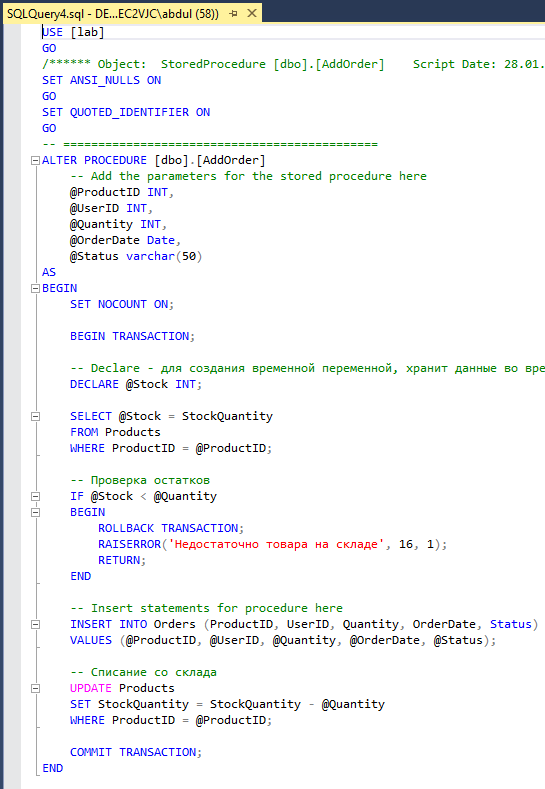 SQLQuery4.sql - DE...EC2VJC\abdul (58))
USE [lab]
GO
/****** Object:  StoredProcedure [dbo].[AddOrder]    Script Date: 28.01.
SET ANSI_NULLS ON
GO
SET QUOTED_IDENTIFIER ON
GO
-- =============================================
ALTER PROCEDURE [dbo].[AddOrder]
    -- Add the parameters for the stored procedure here
    @ProductID INT,
    @UserID INT,
    @Quantity INT,
    @OrderDate Date,
    @Status varchar(50)
AS
BEGIN
    SET NOCOUNT ON;
    BEGIN TRANSACTION;
    -- Declare - для создания временной переменной, хранит данные во вре
    DECLARE @Stock INT;
    SELECT @Stock = StockQuantity
    FROM Products
    WHERE ProductID = @ProductID;
    -- Проверка остатков
    IF @Stock < @Quantity
    BEGIN
        ROLLBACK TRANSACTION;
        RAISERROR('Недостаточно товара на складе', 16, 1);
        RETURN;
    END
    -- Insert statements for procedure here
    INSERT INTO Orders (ProductID, UserID, Quantity, OrderDate, Status)
    VALUES (@ProductID, @UserID, @Quantity, @OrderDate, @Status);
    -- Списание со склада
    UPDATE Products
    SET StockQuantity = StockQuantity - @Quantity
    WHERE ProductID = @ProductID;
    COMMIT TRANSACTION;
END